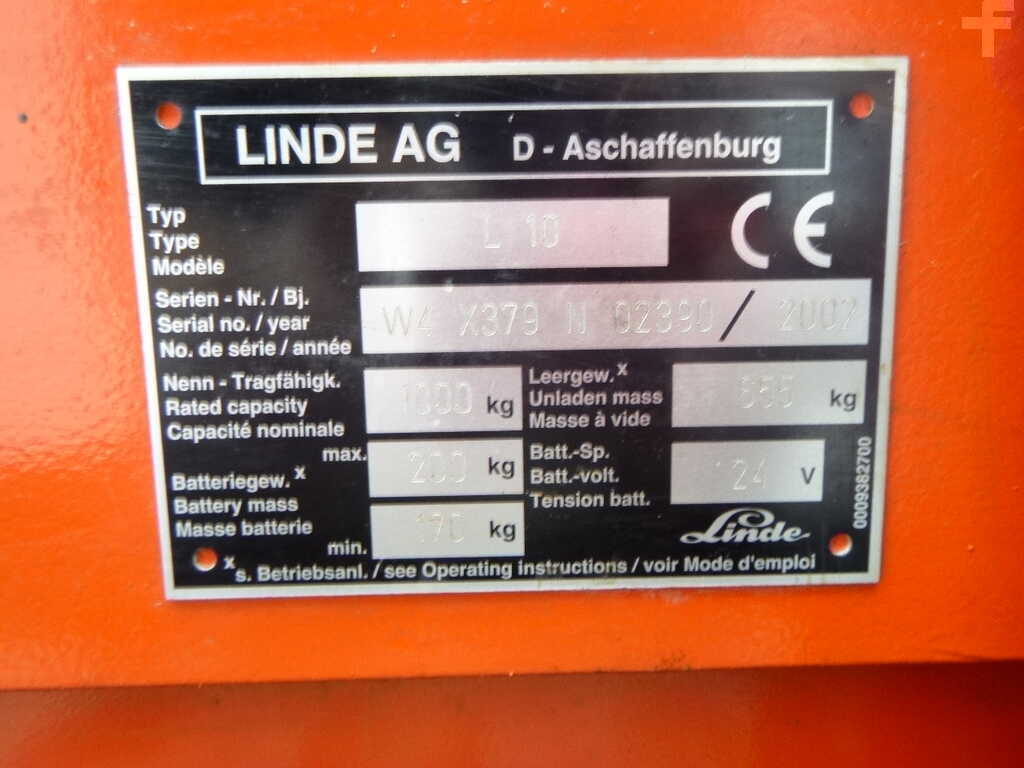 LINDE AG D - Aschaffenburg
Typ
Type
Modèle
L 10
CE
Serien - Nr. / Bj.
Serial no. / year
No. de série / année
W4 X379 N 02390 / 2002
Nenn - Tragfähigk.
Rated capacity
Capacité nominale
1000 kg
Leergew. x
Unladen mass
Masse à vide
655 kg
Batteriegew. x
Battery mass
Masse batterie
max. 200 kg
min. 170 kg
Batt.-Sp.
Batt.-volt.
Tension batt.
24 V
Linde
0009382700
x s. Betriebsanl. / see Operating instructions / voir Mode d'emploi
f